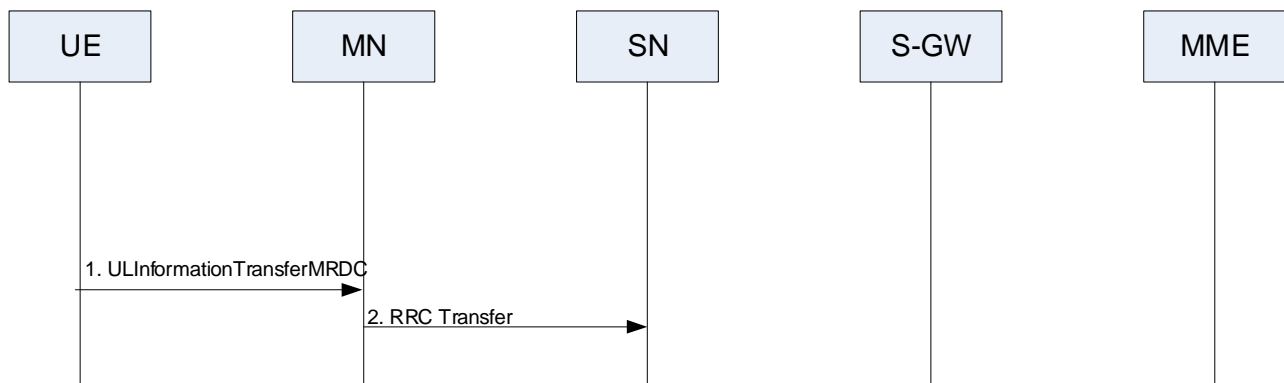 UE
MN
SN
S-GW
MME
1. ULInformationTransferMRDC
2. RRC Transfer